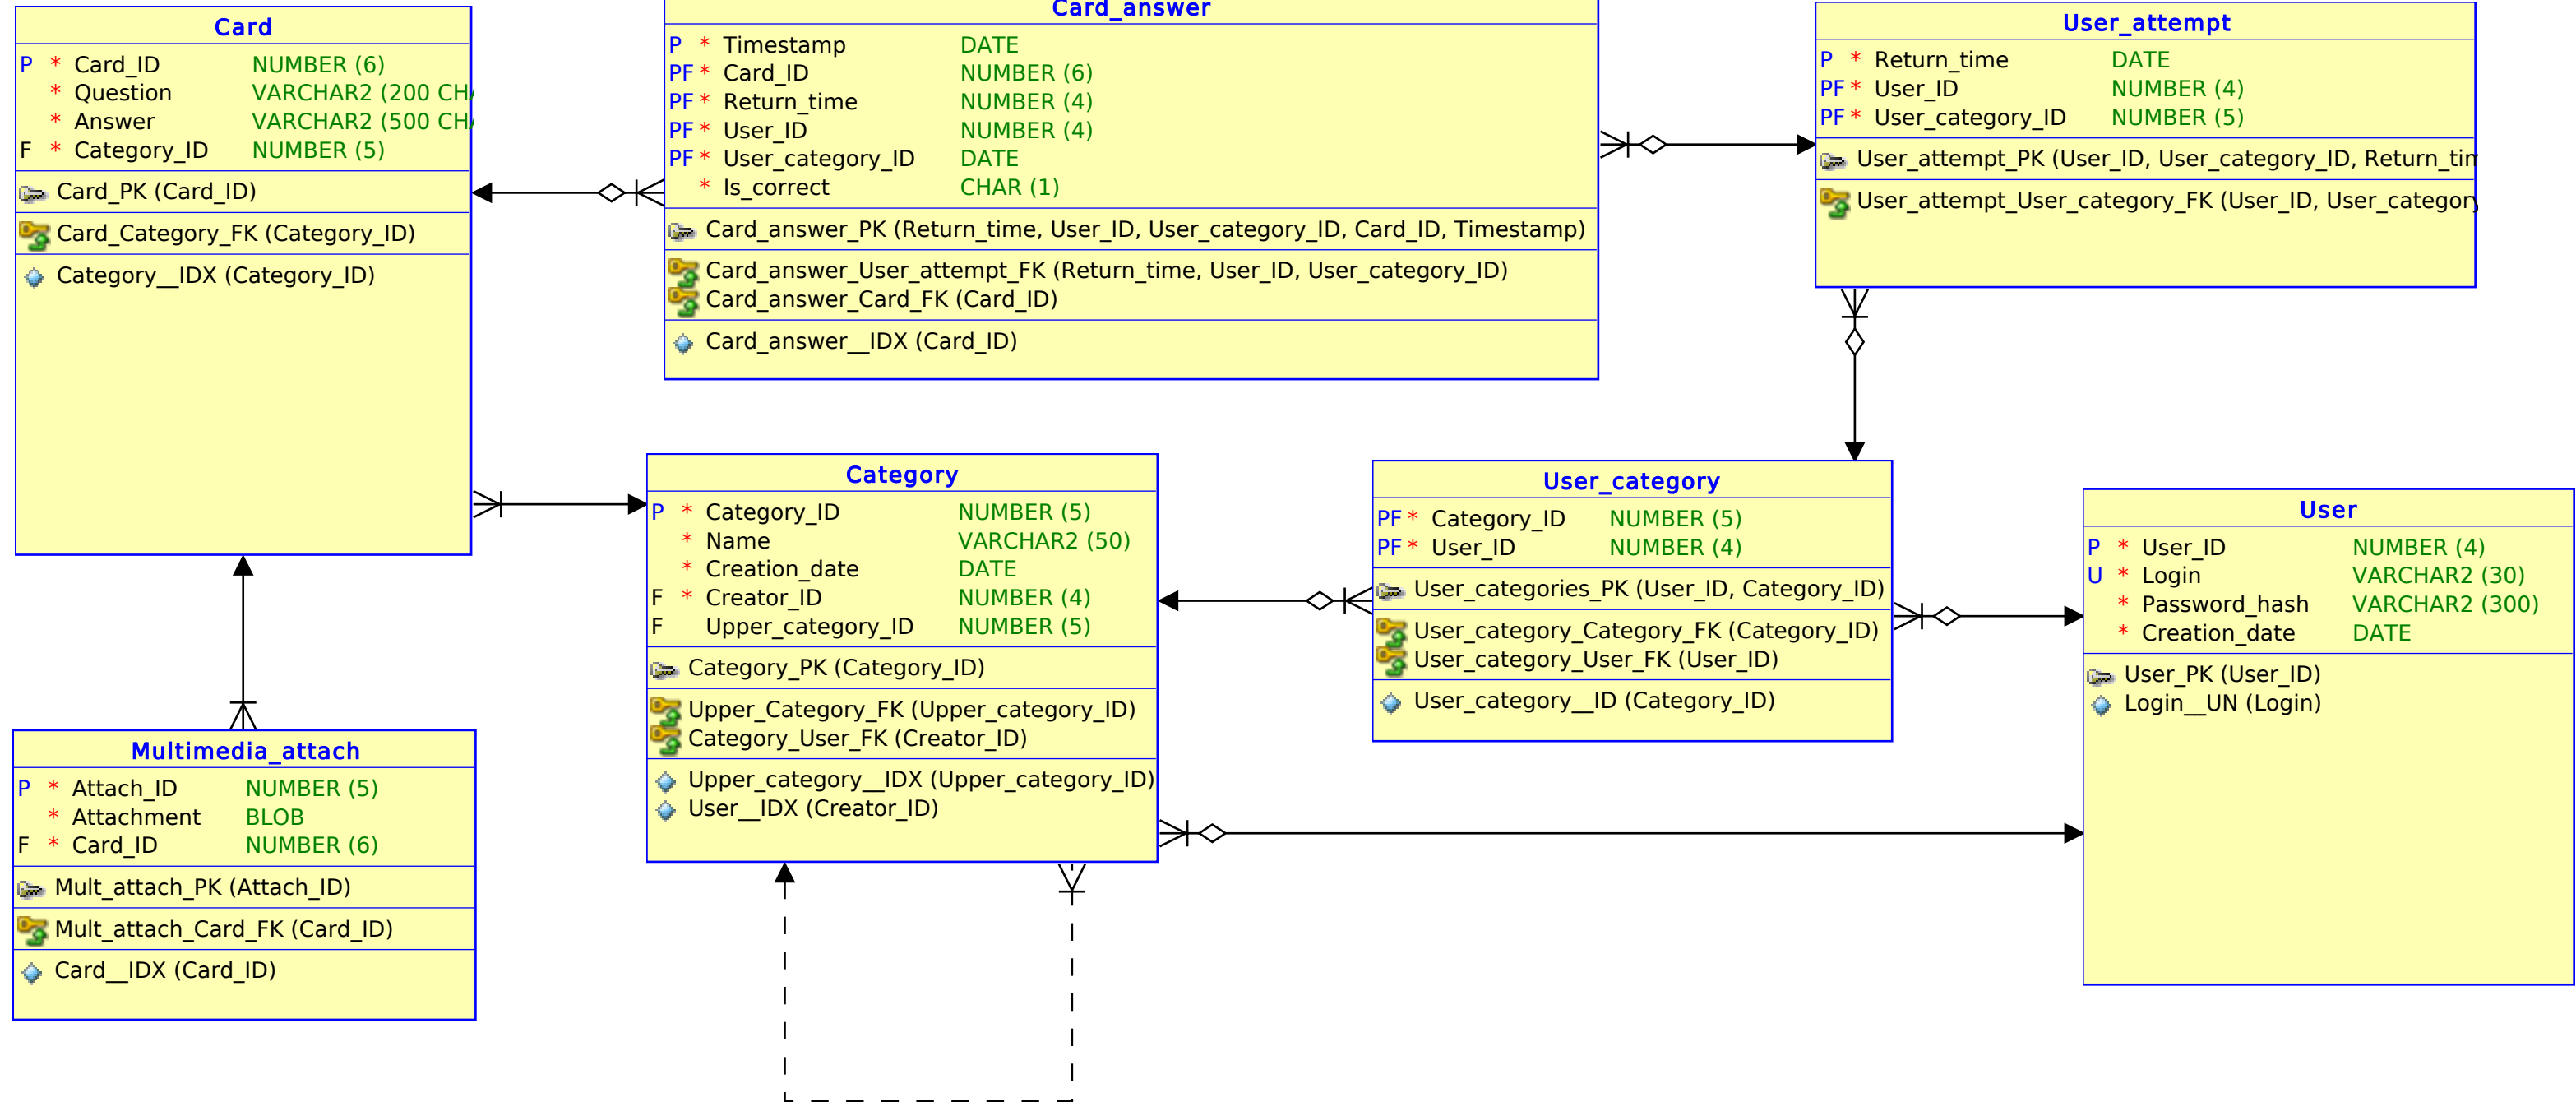 Card
P * Card_ID NUMBER (6)
* Question VARCHAR2 (200 CH
* Answer VARCHAR2 (500 CH
F * Category_ID NUMBER (5)
Card_PK (Card_ID)
Card_Category_FK (Category_ID)
Category__IDX (Category_ID)
Card_answer
P * Timestamp DATE
PF * Card_ID NUMBER (6)
PF * Return_time NUMBER (4)
PF * User_ID NUMBER (4)
PF * User_category_ID DATE
* Is_correct CHAR (1)
Card_answer_PK (Return_time, User_ID, User_category_ID, Card_ID, Timestamp)
Card_answer_User_attempt_FK (Return_time, User_ID, User_category_ID)
Card_answer_Card_FK (Card_ID)
Card_answer__IDX (Card_ID)
User_attempt
P * Return_time DATE
PF * User_ID NUMBER (4)
PF * User_category_ID NUMBER (5)
User_attempt_PK (User_ID, User_category_ID, Return_tim
User_attempt_User_category_FK (User_ID, User_category
Category
P * Category_ID NUMBER (5)
* Name VARCHAR2 (50)
* Creation_date DATE
F * Creator_ID NUMBER (4)
F Upper_category_ID NUMBER (5)
Category_PK (Category_ID)
Upper_Category_FK (Upper_category_ID)
Category_User_FK (Creator_ID)
Upper_category__IDX (Upper_category_ID)
User__IDX (Creator_ID)
User_category
PF * Category_ID NUMBER (5)
PF * User_ID NUMBER (4)
User_categories_PK (User_ID, Category_ID)
User_category_Category_FK (Category_ID)
User_category_User_FK (User_ID)
User_category__ID (Category_ID)
User
P * User_ID NUMBER (4)
U * Login VARCHAR2 (30)
* Password_hash VARCHAR2 (300)
* Creation_date DATE
User_PK (User_ID)
Login__UN (Login)
Multimedia_attach
P * Attach_ID NUMBER (5)
* Attachment BLOB
F * Card_ID NUMBER (6)
Mult_attach_PK (Attach_ID)
Mult_attach_Card_FK (Card_ID)
Card__IDX (Card_ID)